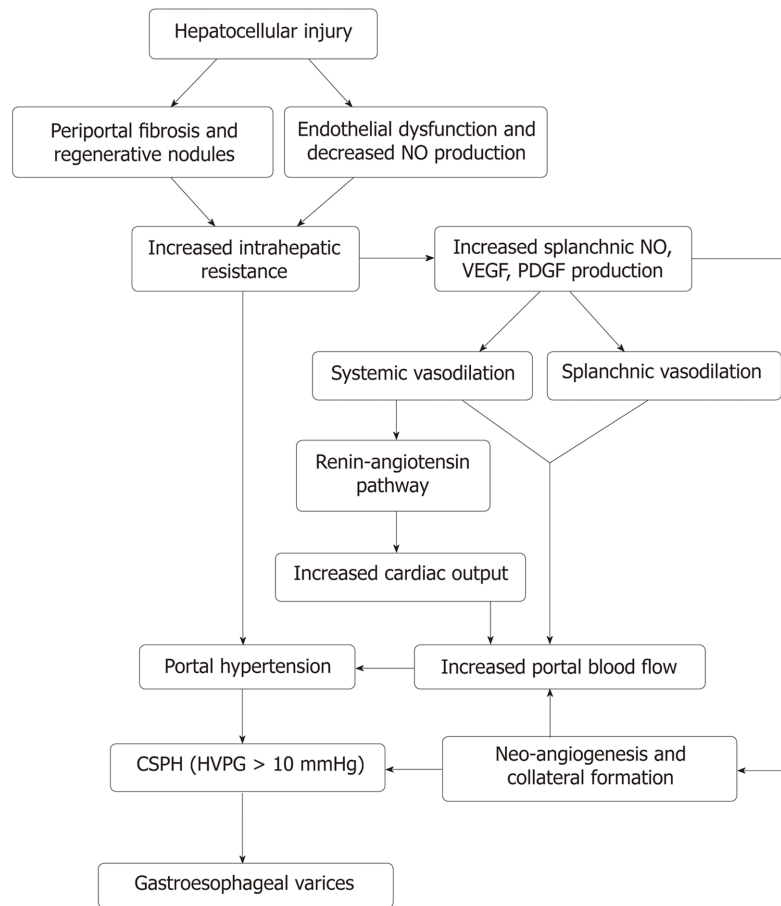 Hepatocellular injury
Periportal fibrosis and
regenerative nodules
Endothelial dysfunction and
decreased NO production
Increased intrahepatic
resistance
Increased splanchnic NO,
VEGF, PDGF production
Systemic vasodilation
Splanchnic vasodilation
Renin-angiotensin
pathway
Increased cardiac output
Portal hypertension
Increased portal blood flow
CSPH (HVPG > 10 mmHg)
Neo-angiogenesis and
collateral formation
Gastroesophageal varices